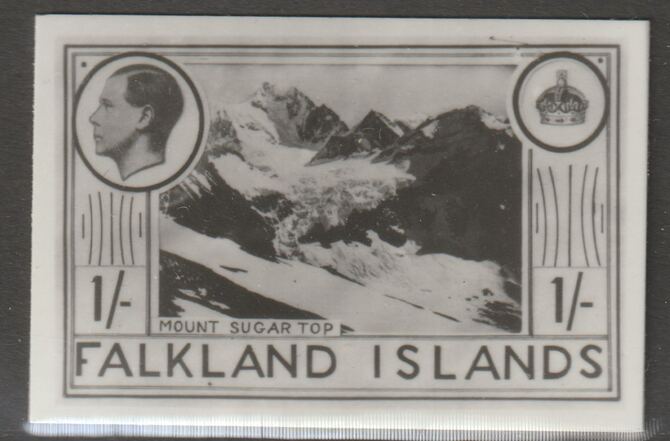 1/- 1/-
MOUNT SUGAR TOP
FALKLAND ISLANDS